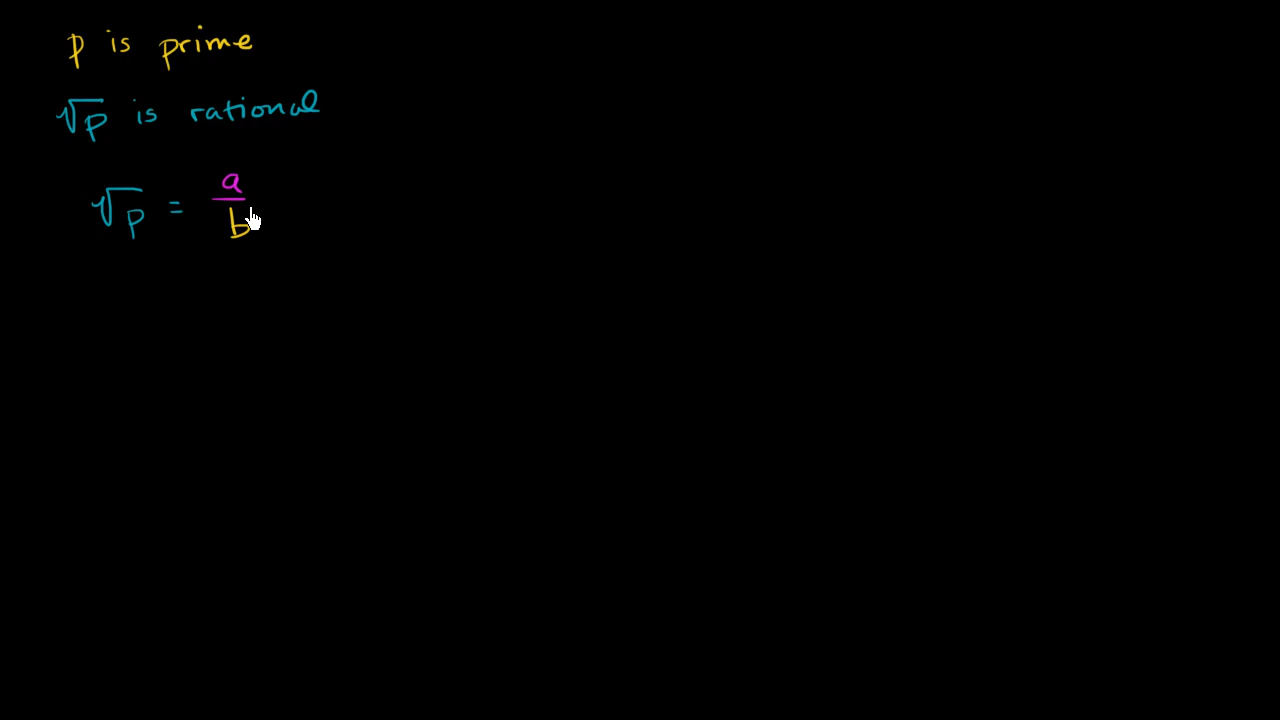 p is prime
√p is rational
√p = a/b